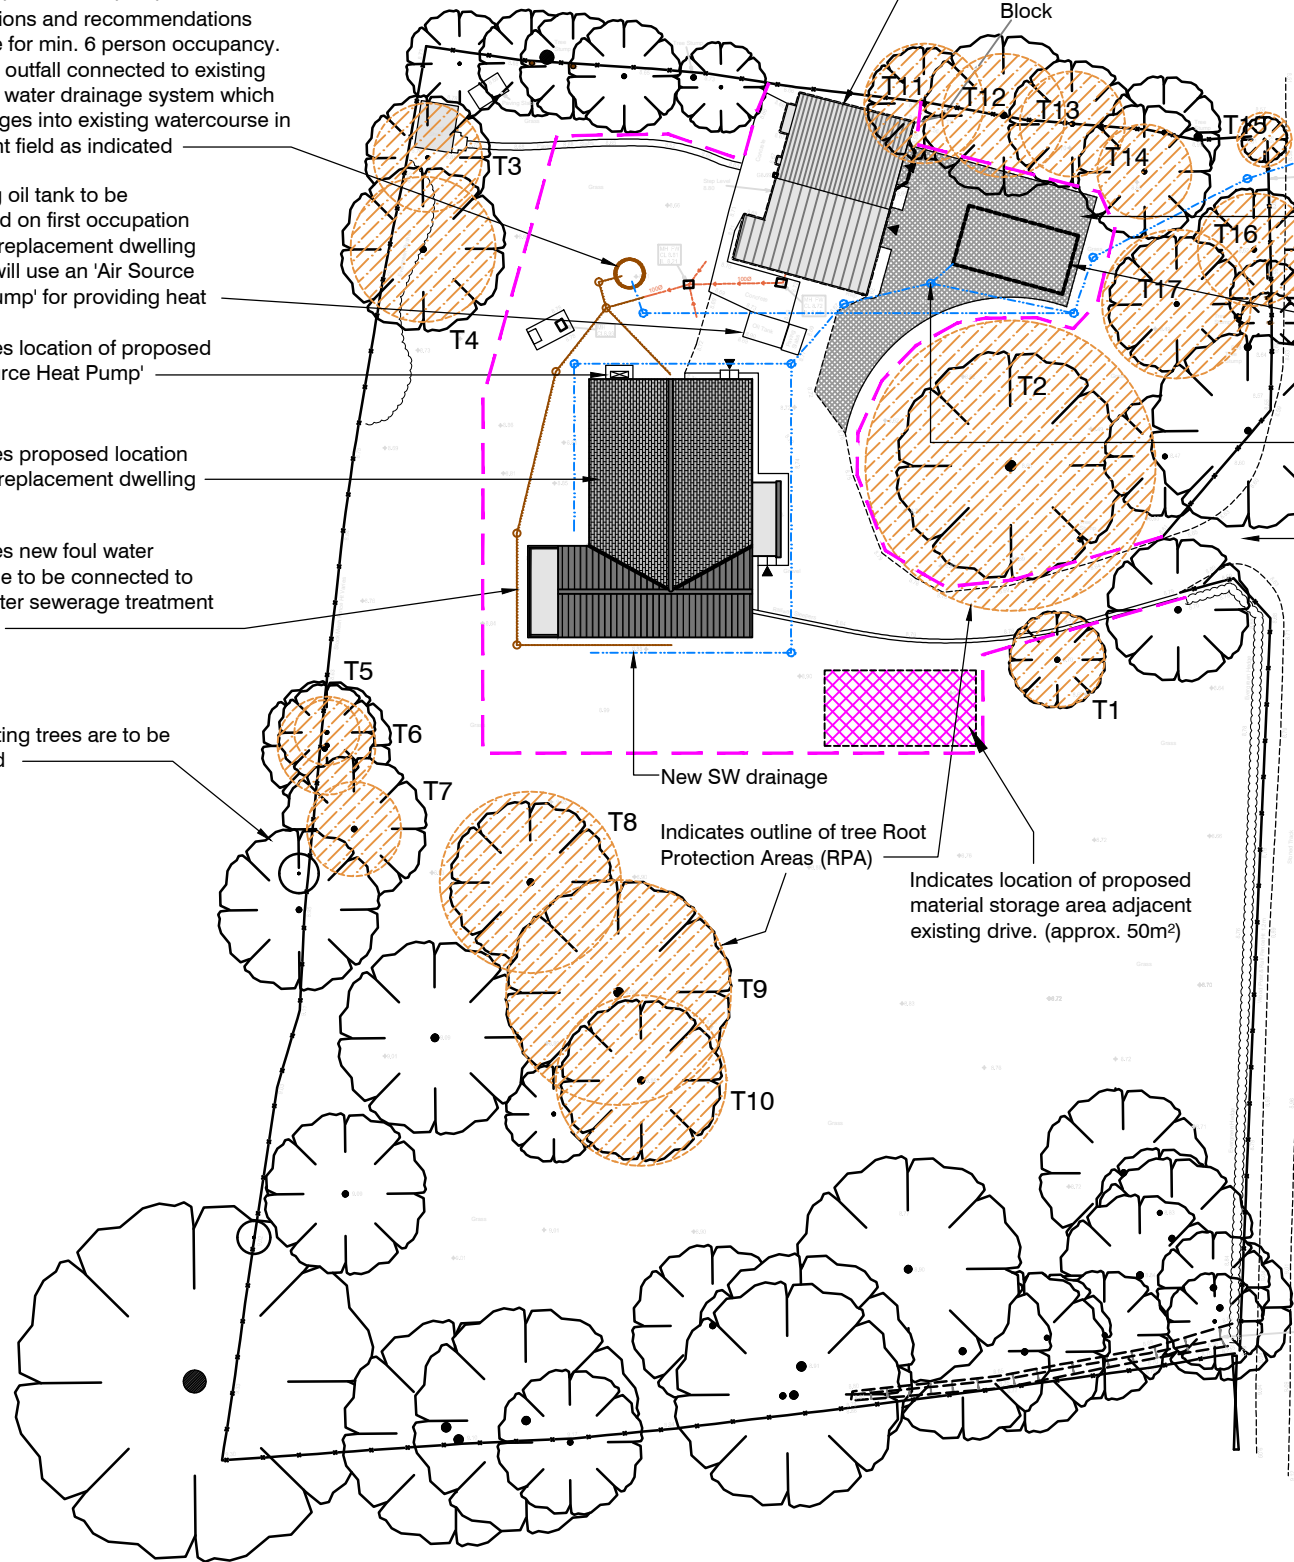 ions and recommendations
e for min. 6 person occupancy.
outfall connected to existing
water drainage system which
ges into existing watercourse in
nt field as indicated
g oil tank to be
d on first occupation
replacement dwelling
will use an 'Air Source
ump' for providing heat
es location of proposed
urce Heat Pump'
es proposed location
replacement dwelling
es new foul water
e to be connected to
ter sewerage treatment
ting trees are to be
d
Block
T11
T12
T13
T14
T15
T16
T17
T3
T4
T2
T1
T5
T6
T7
T8
T9
T10
New SW drainage
Indicates outline of tree Root
Protection Areas (RPA)
Indicates location of proposed
material storage area adjacent
existing drive. (approx. 50m²)